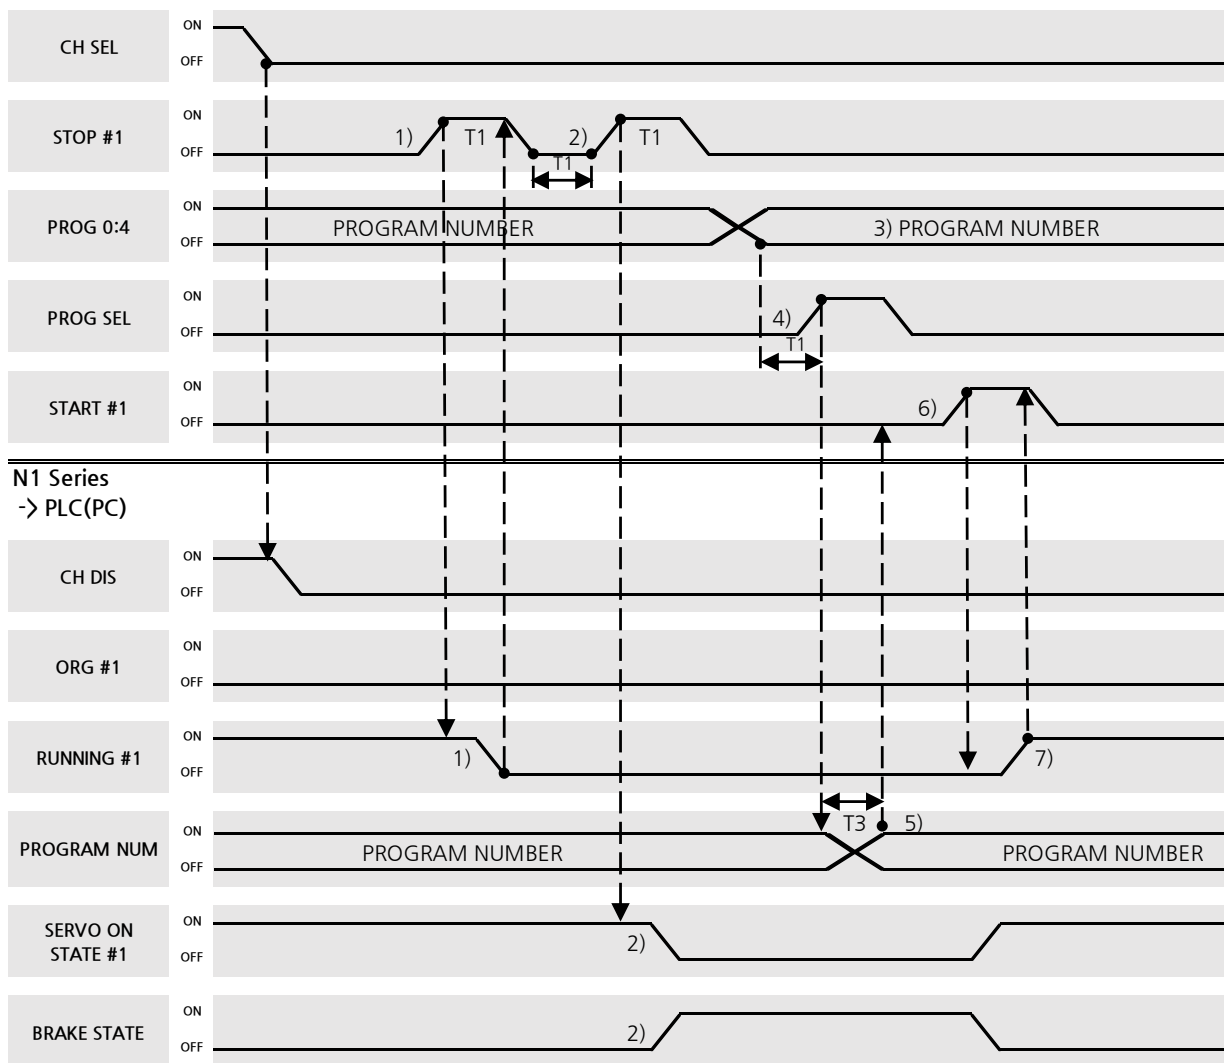 CH SEL
ON
OFF
STOP #1
ON
OFF
1)
T1
2)
T1
T1
PROG 0:4
ON
OFF
PROGRAM NUMBER
3) PROGRAM NUMBER
PROG SEL
ON
OFF
4)
T1
START #1
ON
OFF
6)
N1 Series
-> PLC(PC)
CH DIS
ON
OFF
ORG #1
ON
OFF
RUNNING #1
ON
OFF
1)
7)
PROGRAM NUM
ON
OFF
T3
5)
PROGRAM NUMBER
PROGRAM NUMBER
SERVO ON
STATE #1
ON
OFF
2)
BRAKE STATE
ON
OFF
2)